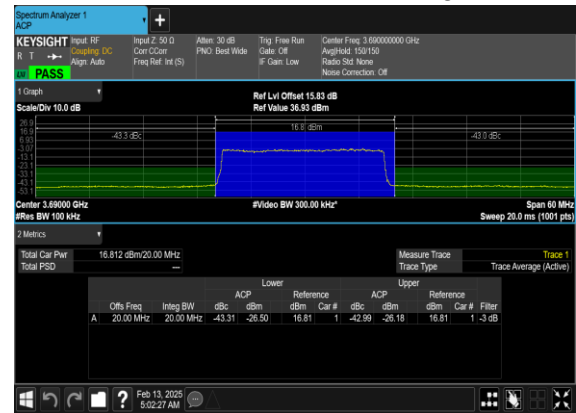 Spectrum Analyzer 1
ACP
+
KEYSIGHT Input: RF Input Z: 50 Ω Atten: 30 dB Trig: Free Run Center Freq: 3.690000000 GHz
R T Coupling: DC Corr CCorr PNO: Best Wide Gate: Off Avg|Hold: 150/150
Align: Auto Freq Ref: Int (S) IF Gain: Low Radio Std: None
Noise Correction: Off
PASS
1 Graph
Scale/Div 10.0 dB
Ref Lvl Offset 15.83 dB
Ref Value 36.93 dBm
26.9
16.9
6.93
-3.07
-13.1
-23.1
-33.1
-43.1
-53.1
-43.3 dBc
16.8 dBm
-43.0 dBc
Center 3.69000 GHz #Video BW 300.00 kHz* Span 60 MHz
#Res BW 100 kHz Sweep 20.0 ms (1001 pts)
2 Metrics
Total Car Pwr 16.812 dBm/20.00 MHz Measure Trace Trace 1
Total PSD --- Trace Type Trace Average (Active)
Lower Upper
ACP Reference ACP Reference
Offs Freq Integ BW dBc dBm dBm Car # dBc dBm dBm Car # Filter
A 20.00 MHz 20.00 MHz -43.31 -26.50 16.81 1 -42.99 -26.18 16.81 1 -3 dB
?
Feb 13, 2025
5:02:27 AM